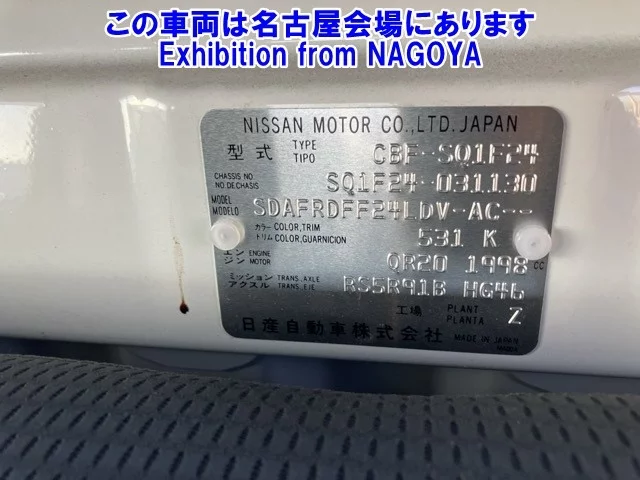 この車両は名古屋会場にあります
Exhibition from NAGOYA
NISSAN MOTOR CO.,LTD.JAPAN
型式 TYPE TIPO CBF-SQ1F24
CHASSIS NO NO DE CHASIS SQ1F24-031130
MODEL MODELO SDAFRDFF24LDV-AC--
カラー COLOR,TRIM トリム COLOR,GUARNICION 531 K
エンジン ENGINE MOTOR QR20 1998 CC
ミッション TRANS. AXLE アクスル TRANS. EJE RS5R91B HG46
工場 PLANT PLANTA Z
日産自動車株式会社 MADE IN JAPAN